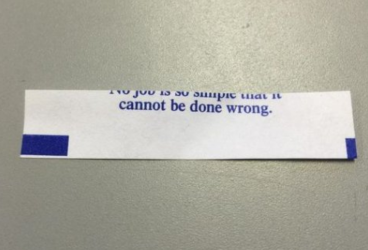 No job is so simple that it
cannot be done wrong.